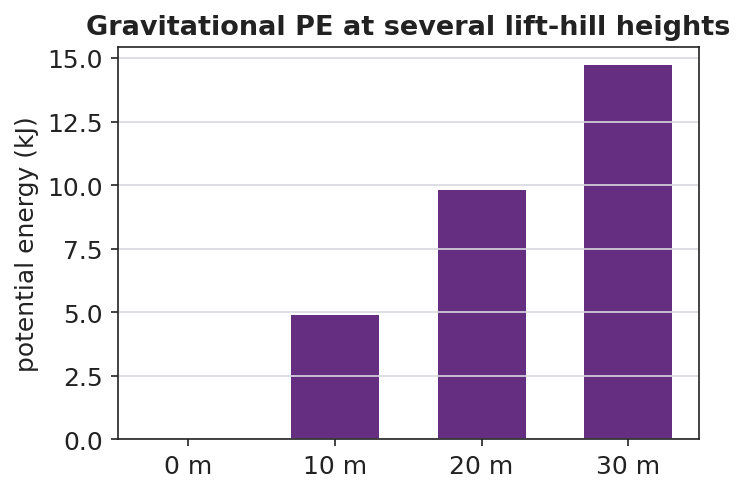 Gravitational PE at several lift-hill heights
potential energy (kJ)
15.0
12.5
10.0
7.5
5.0
2.5
0.0
0 m
10 m
20 m
30 m